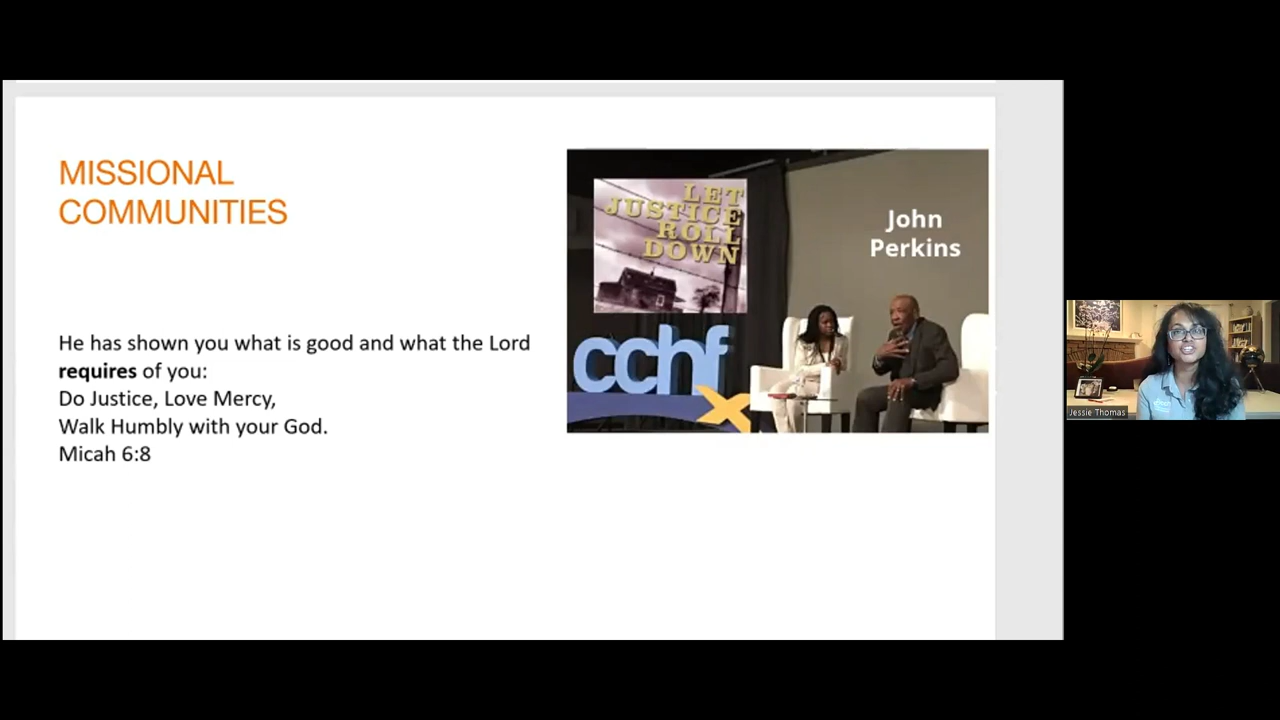 MISSIONAL
COMMUNITIES
He has shown you what is good and what the Lord
requires of you:
Do Justice, Love Mercy,
Walk Humbly with your God.
Micah 6:8
LET
JUSTICE
ROLL
DOWN
John
Perkins
cchf
x
Jessie Thomas